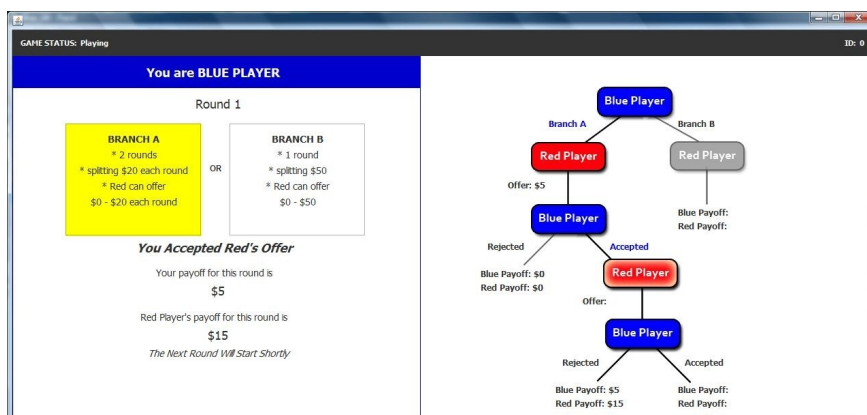 GAME STATUS: Playing
ID: 0
You are BLUE PLAYER
Round 1
BRANCH A
* 2 rounds
* splitting $20 each round
* Red can offer
$0 - $20 each round
OR
BRANCH B
* 1 round
* splitting $50
* Red can offer
$0 - $50
You Accepted Red's Offer
Your payoff for this round is
$5
Red Player's payoff for this round is
$15
The Next Round Will Start Shortly
Blue Player
Branch A
Branch B
Red Player
Red Player
Offer: $5
Blue Player
Blue Payoff:
Red Payoff:
Rejected
Accepted
Blue Payoff: $0
Red Payoff: $0
Red Player
Offer:
Blue Player
Rejected
Accepted
Blue Payoff: $5
Red Payoff: $15
Blue Payoff:
Red Payoff: